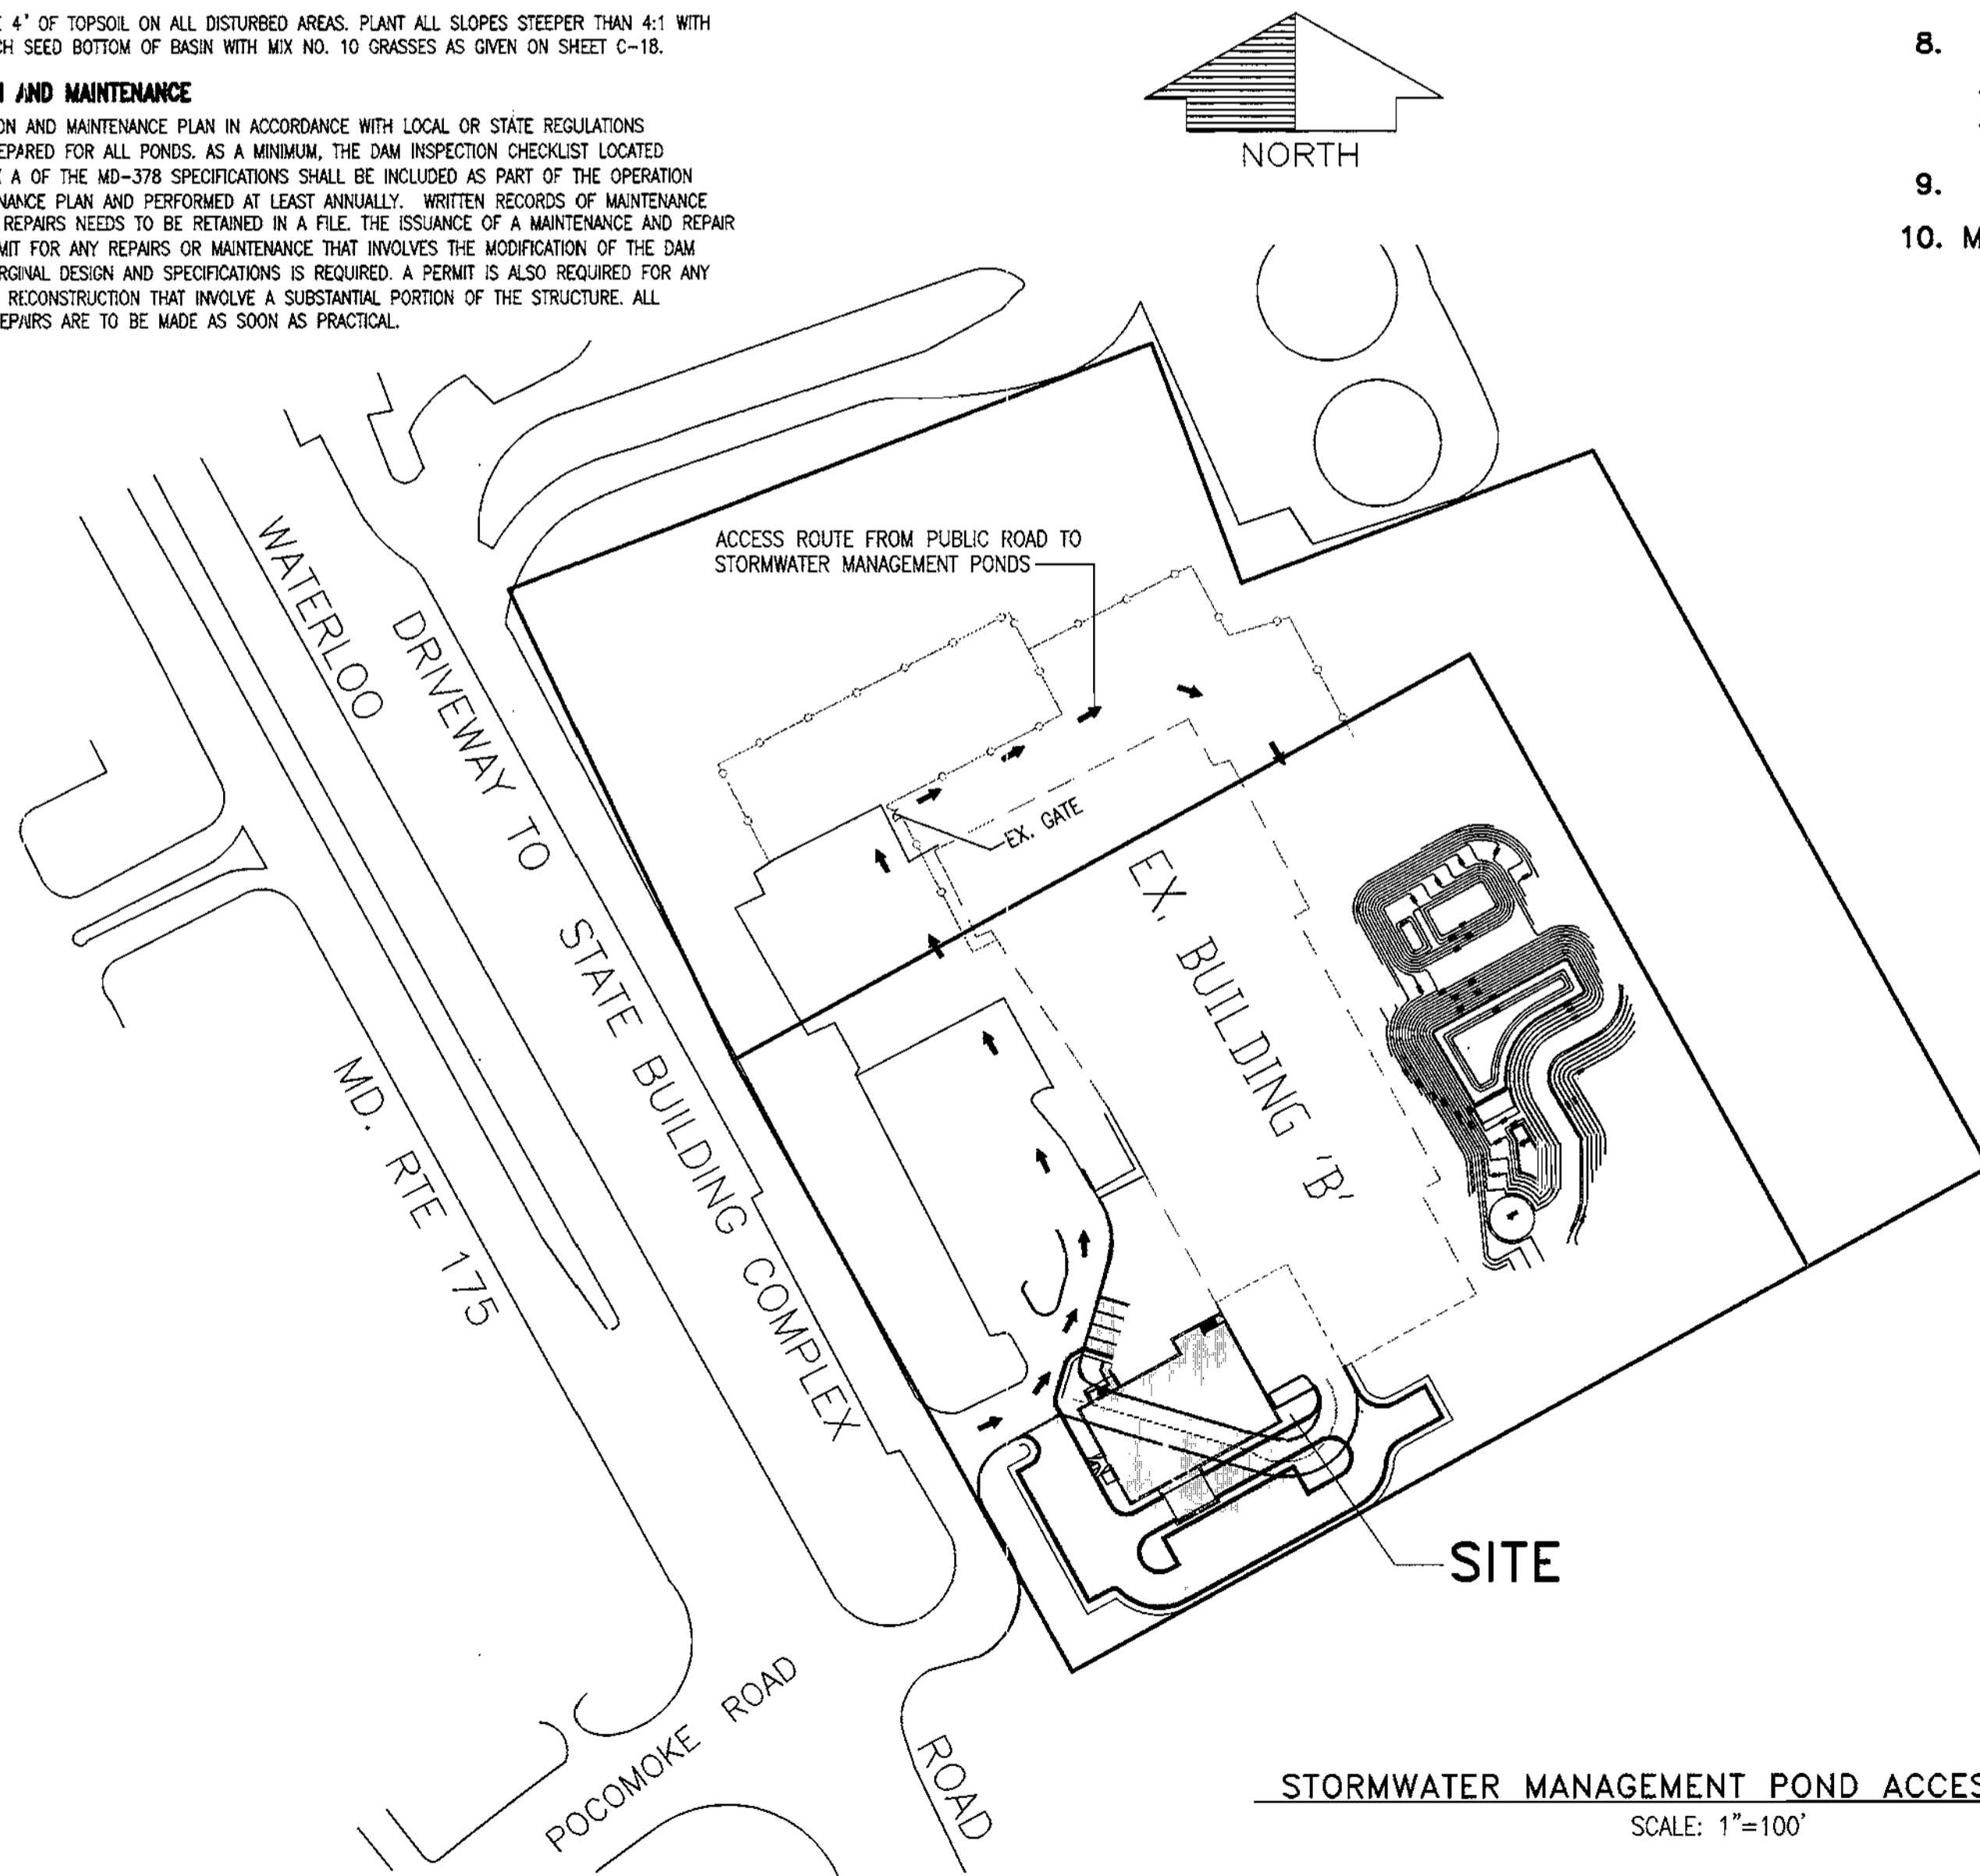 4' OF TOPSOIL ON ALL DISTURBED AREAS. PLANT ALL SLOPES STEEPER THAN 4:1 WITH
SEED BOTTOM OF BASIN WITH MIX NO. 10 GRASSES AS GIVEN ON SHEET C-18.
AND MAINTENANCE
ON AND MAINTENANCE PLAN IN ACCORDANCE WITH LOCAL OR STATE REGULATIONS
EPARED FOR ALL PONDS. AS A MINIMUM, THE DAM INSPECTION CHECKLIST LOCATED
A OF THE MD-378 SPECIFICATIONS SHALL BE INCLUDED AS PART OF THE OPERATION
NANCE PLAN AND PERFORMED AT LEAST ANNUALLY. WRITTEN RECORDS OF MAINTENANCE
REPAIRS NEEDS TO BE RETAINED IN A FILE. THE ISSUANCE OF A MAINTENANCE AND REPAIR
MIT FOR ANY REPAIRS OR MAINTENANCE THAT INVOLVES THE MODIFICATION OF THE DAM
RGINAL DESIGN AND SPECIFICATIONS IS REQUIRED. A PERMIT IS ALSO REQUIRED FOR ANY
RECONSTRUCTION THAT INVOLVE A SUBSTANTIAL PORTION OF THE STRUCTURE. ALL
EPAIRS ARE TO BE MADE AS SOON AS PRACTICAL.
NORTH
8.
9.
10. M
ACCESS ROUTE FROM PUBLIC ROAD TO
STORMWATER MANAGEMENT PONDS
WATERLOO
DRIVEWAY TO STATE BUILDING COMPLEX
EX. GATE
EX. BUILDING 'B'
MD. RTE 175
SITE
POCOMOKE ROAD
ROAD
STORMWATER MANAGEMENT POND ACCES
SCALE: 1"=100'